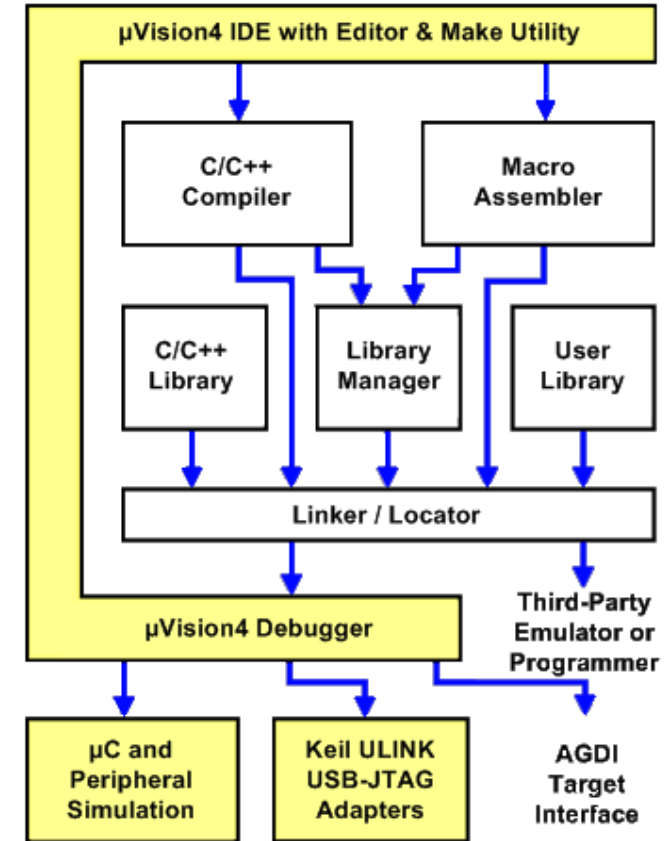 µVision4 IDE with Editor & Make Utility
C/C++
Compiler
Macro
Assembler
C/C++
Library
Library
Manager
User
Library
Linker / Locator
µVision4 Debugger
Third-Party
Emulator or
Programmer
µC and
Peripheral
Simulation
Keil ULINK
USB-JTAG
Adapters
AGDI
Target
Interface